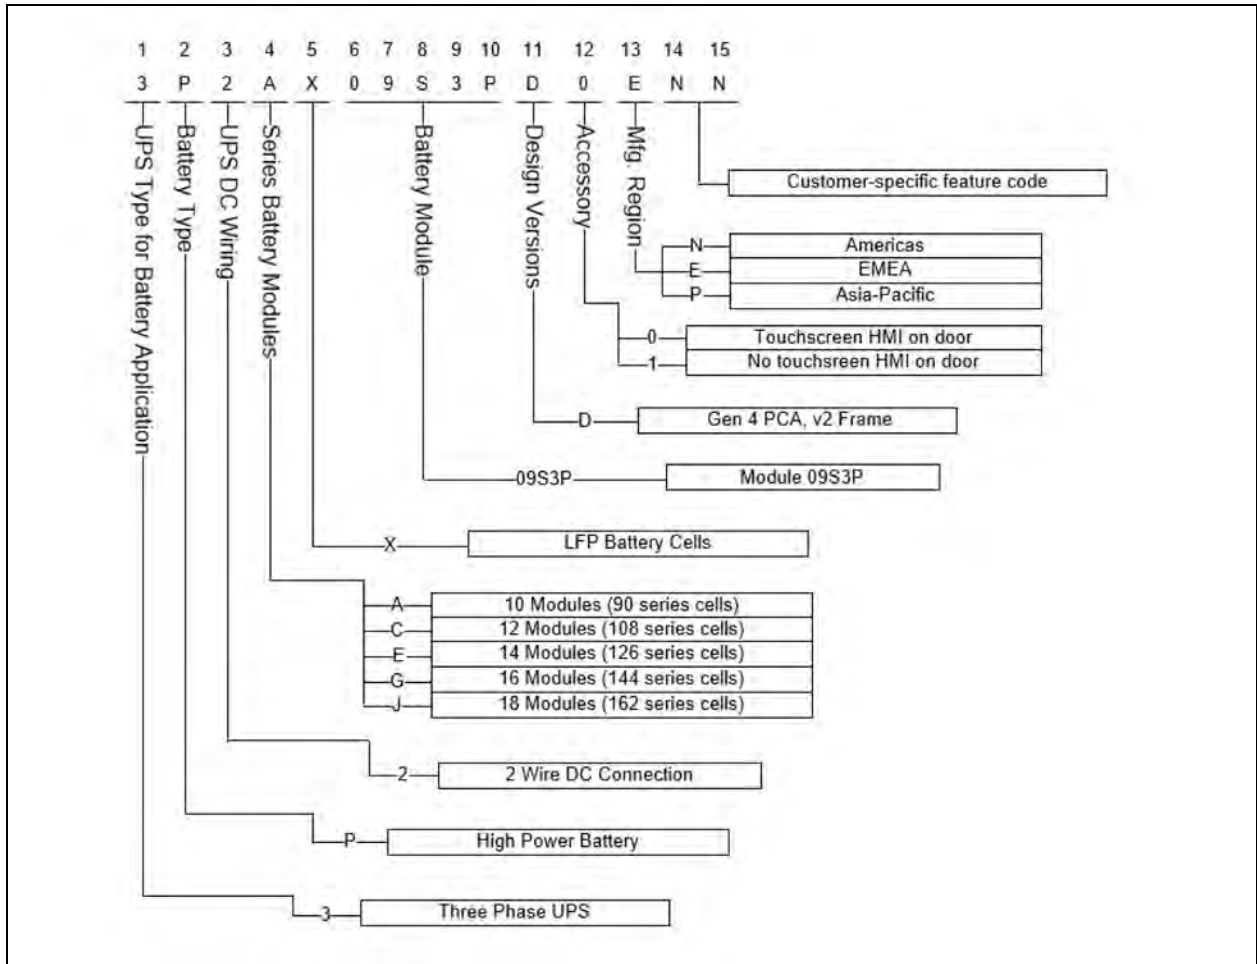 1 2 3 4 5 6 7 8 9 10 11 12 13 14 15
3 P 2 A X 0 9 S 3 P D 0 E N N
UPS Type for Battery Application
Battery Type
UPS DC Wiring
Series Battery Modules
Battery Module
Design Versions
Accessory
Mfg. Region
Customer-specific feature code
N Americas
E EMEA
P Asia-Pacific
0 Touchscreen HMI on door
1 No touchsreen HMI on door
D Gen 4 PCA, v2 Frame
09S3P Module 09S3P
X LFP Battery Cells
A 10 Modules (90 series cells)
C 12 Modules (108 series cells)
E 14 Modules (126 series cells)
G 16 Modules (144 series cells)
J 18 Modules (162 series cells)
2 2 Wire DC Connection
P High Power Battery
3 Three Phase UPS